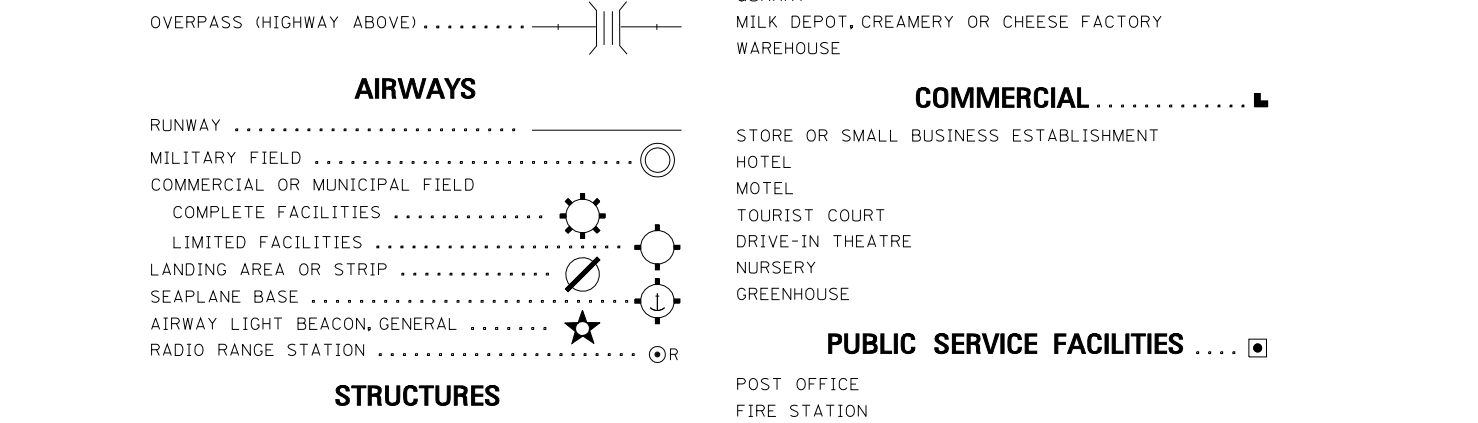 OVERPASS (HIGHWAY ABOVE)..........
AIRWAYS
RUNWAY ........................
MILITARY FIELD ...........................
COMMERCIAL OR MUNICIPAL FIELD
COMPLETE FACILITIES .............
LIMITED FACILITIES .....................
LANDING AREA OR STRIP .............
SEAPLANE BASE ............................
AIRWAY LIGHT BEACON, GENERAL .......
RADIO RANGE STATION ...................... R
STRUCTURES
MILK DEPOT, CREAMERY OR CHEESE FACTORY
WAREHOUSE
COMMERCIAL.............
STORE OR SMALL BUSINESS ESTABLISHMENT
HOTEL
MOTEL
TOURIST COURT
DRIVE-IN THEATRE
NURSERY
GREENHOUSE
PUBLIC SERVICE FACILITIES ....
POST OFFICE
FIRE STATION